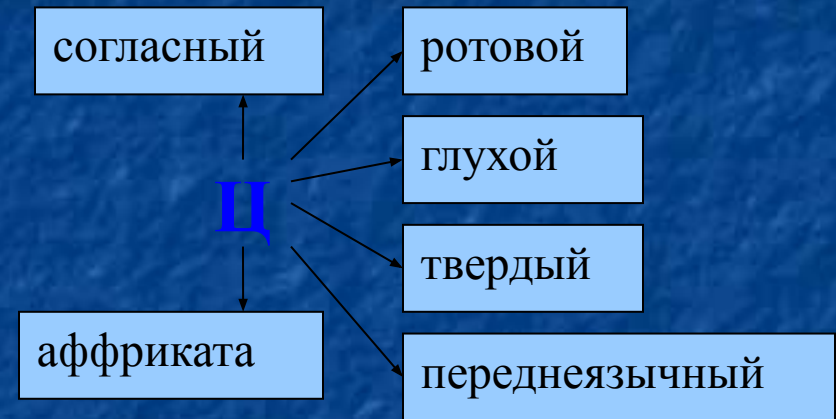 согласный
ротовой
глухой
Ц
твердый
аффриката
переднеязычный